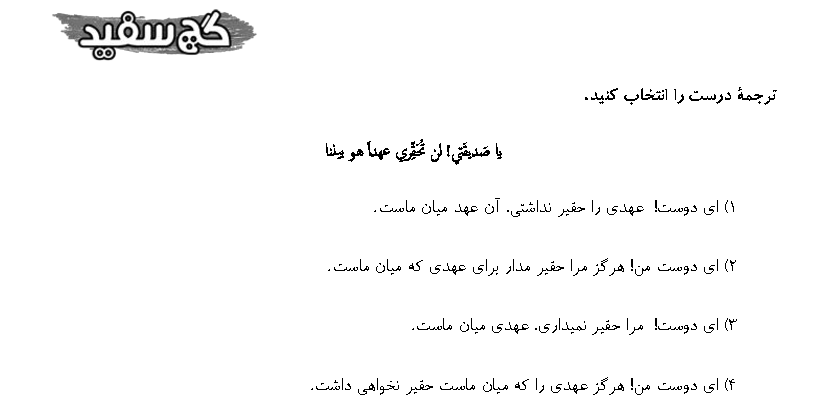 گچ سفید
ترجمۀ درست را انتخاب کنید.
يا صَديقَتي! لن تُحَقِّري عهداً هو بيننا
۱) ای دوست! عهدی را حقیر نداشتی. آن عهد میان ماست.
۲) ای دوست من! هرگز مرا حقیر مدار برای عهدی که میان ماست.
۳) ای دوست! مرا حقیر نمیداری. عهدی میان ماست.
۴) ای دوست من! هرگز عهدی را که میان ماست حقیر نخواهی داشت.